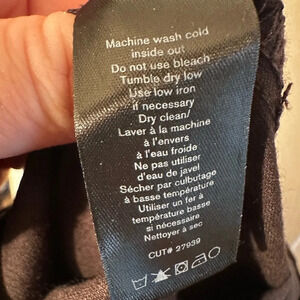 Machine wash cold
inside out
Do not use bleach
Tumble dry low
Use low iron
if necessary
Dry clean/
Laver à la machine
à l'envers
à l'eau froide
Ne pas utiliser
d'eau de javel
Sécher par culbutage
à basse température
Utiliser un fer à
température basse
si nécessaire
Nettoyer à sec
CUT# 27939